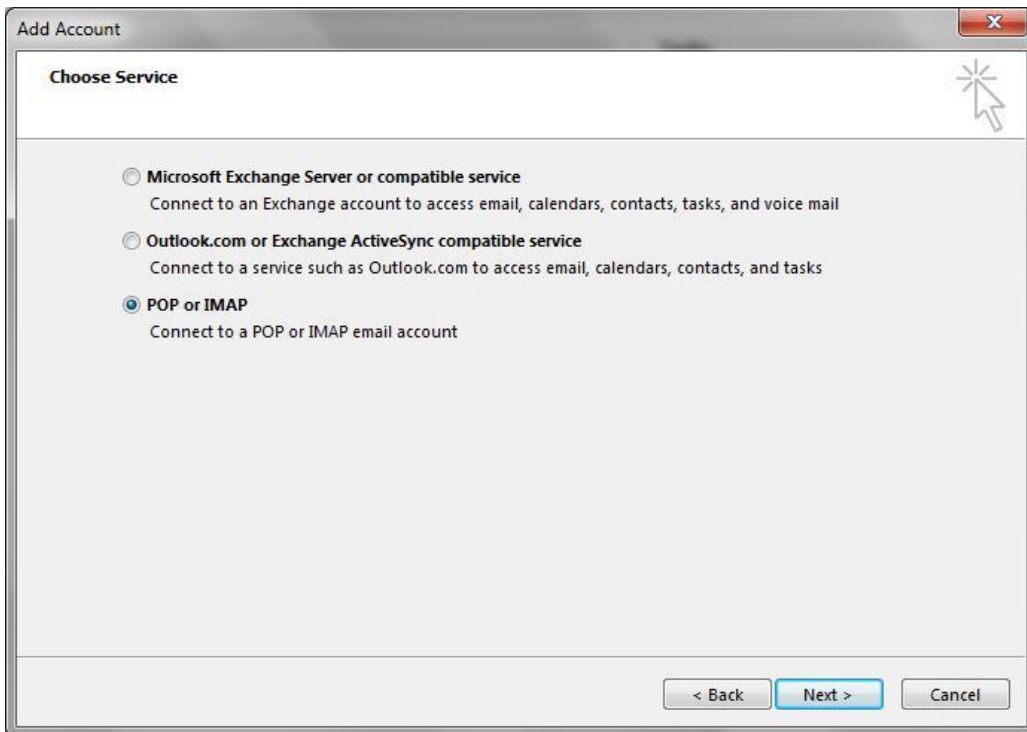 Add Account
Choose Service
Microsoft Exchange Server or compatible service
Connect to an Exchange account to access email, calendars, contacts, tasks, and voice mail
Outlook.com or Exchange ActiveSync compatible service
Connect to a service such as Outlook.com to access email, calendars, contacts, and tasks
POP or IMAP
Connect to a POP or IMAP email account
< Back Next > Cancel